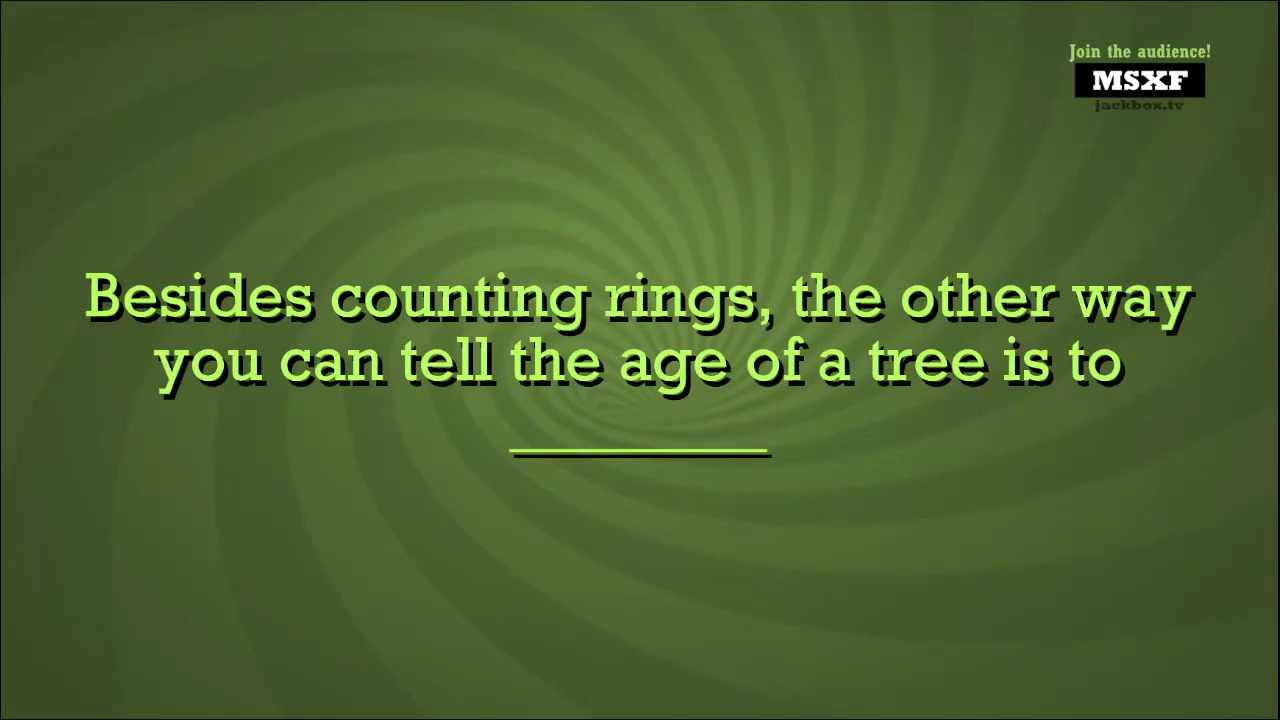 Join the audience!
MSXF
jackbox.tv
Besides counting rings, the other way
you can tell the age of a tree is to